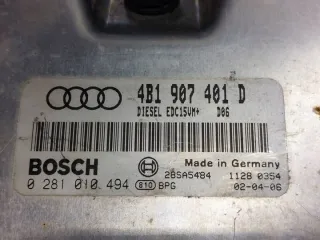 4B1 907 401 D
DIESEL EDC15VM+ D06
BOSCH
Made in Germany
28SA5484 1128 0354
0 281 010 494 810 BPG 02-04-06